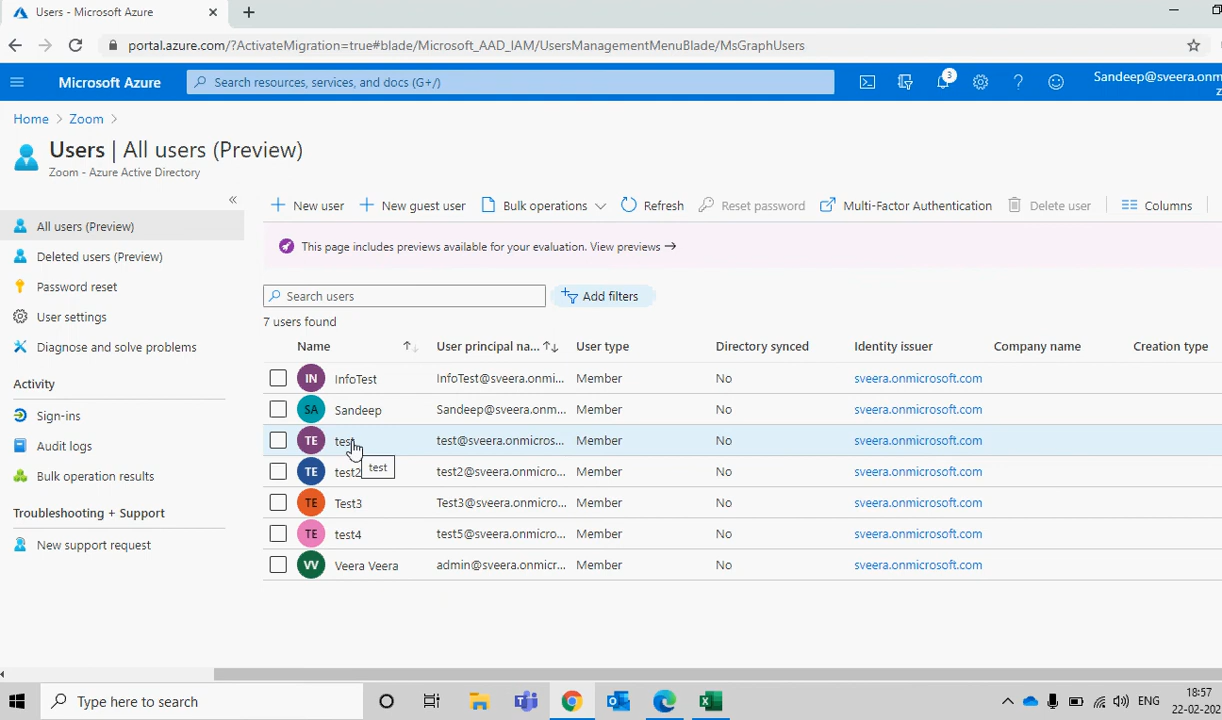 Users - Microsoft Azure
portal.azure.com/?ActivateMigration=true#blade/Microsoft_AAD_IAM/UsersManagementMenuBlade/MsGraphUsers
Microsoft Azure
Search resources, services, and docs (G+/)
3
Sandeep@sveera.onm
Home > Zoom >
Users | All users (Preview)
Zoom - Azure Active Directory
All users (Preview)
Deleted users (Preview)
Password reset
User settings
Diagnose and solve problems
Activity
Sign-ins
Audit logs
Bulk operation results
Troubleshooting + Support
New support request
New user New guest user Bulk operations Refresh Reset password Multi-Factor Authentication Delete user Columns
This page includes previews available for your evaluation. View previews →
Search users Add filters
7 users found
Name User principal na... User type Directory synced Identity issuer Company name Creation type
IN InfoTest InfoTest@sveera.onmi... Member No sveera.onmicrosoft.com
SA Sandeep Sandeep@sveera.onm... Member No sveera.onmicrosoft.com
TE test test@sveera.onmicros... Member No sveera.onmicrosoft.com
test
TE test2 test2@sveera.onmicro... Member No sveera.onmicrosoft.com
TE Test3 Test3@sveera.onmicro... Member No sveera.onmicrosoft.com
TE test4 test5@sveera.onmicro... Member No sveera.onmicrosoft.com
VV Veera Veera admin@sveera.onmicr... Member No sveera.onmicrosoft.com
Type here to search
ENG
18:57
22-02-202